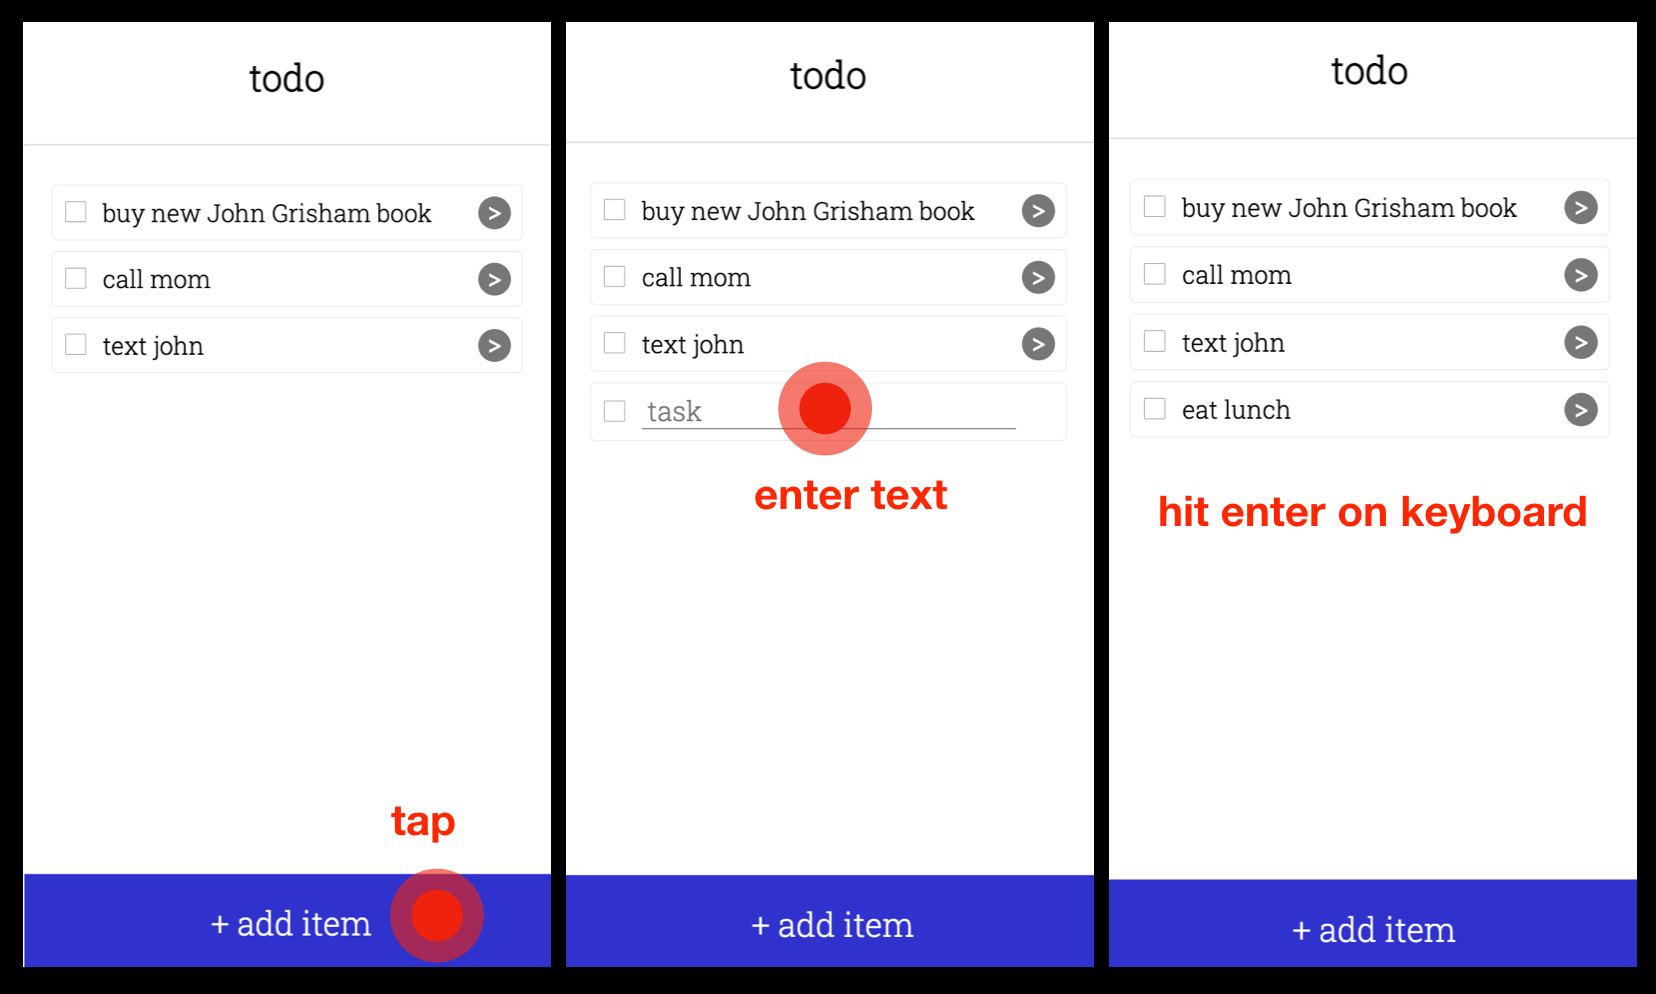 todo
buy new John Grisham book
>
call mom
>
text john
>
tap
+ add item
todo
buy new John Grisham book
>
call mom
>
text john
>
task
enter text
+ add item
todo
buy new John Grisham book
>
call mom
>
text john
>
eat lunch
>
hit enter on keyboard
+ add item